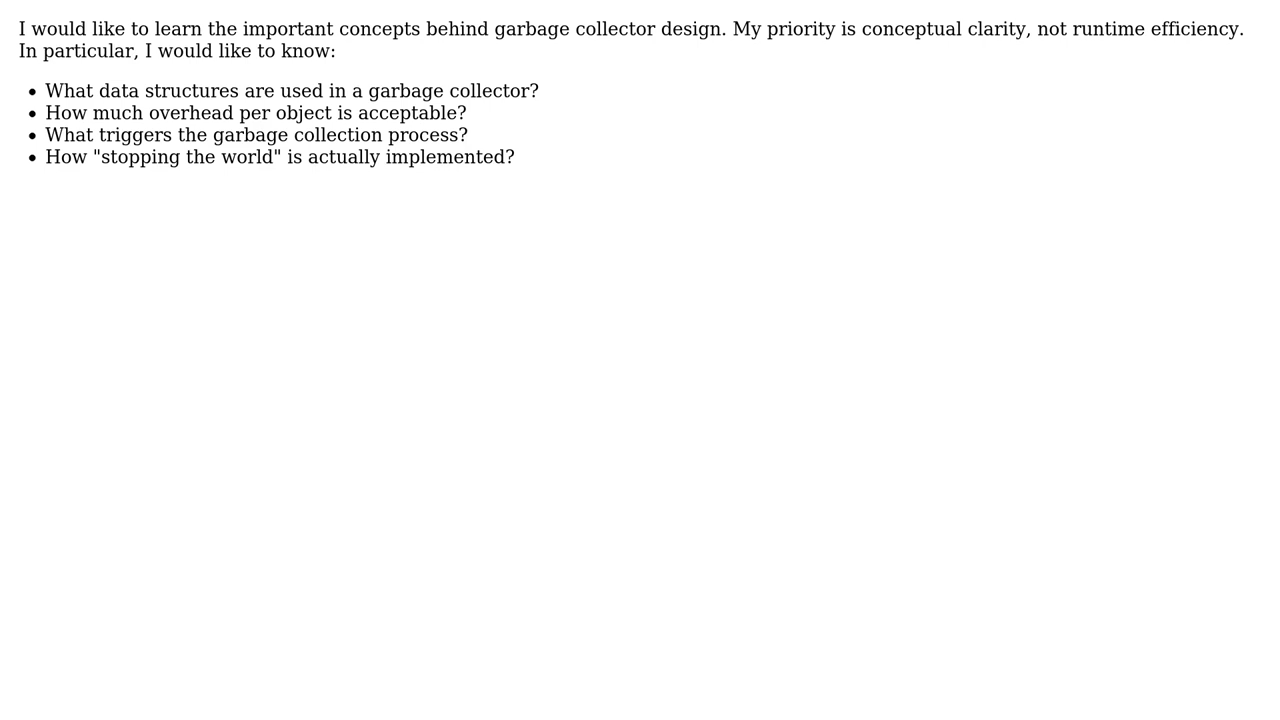 I would like to learn the important concepts behind garbage collector design. My priority is conceptual clarity, not runtime efficiency.
In particular, I would like to know:
• What data structures are used in a garbage collector?
• How much overhead per object is acceptable?
• What triggers the garbage collection process?
• How "stopping the world" is actually implemented?